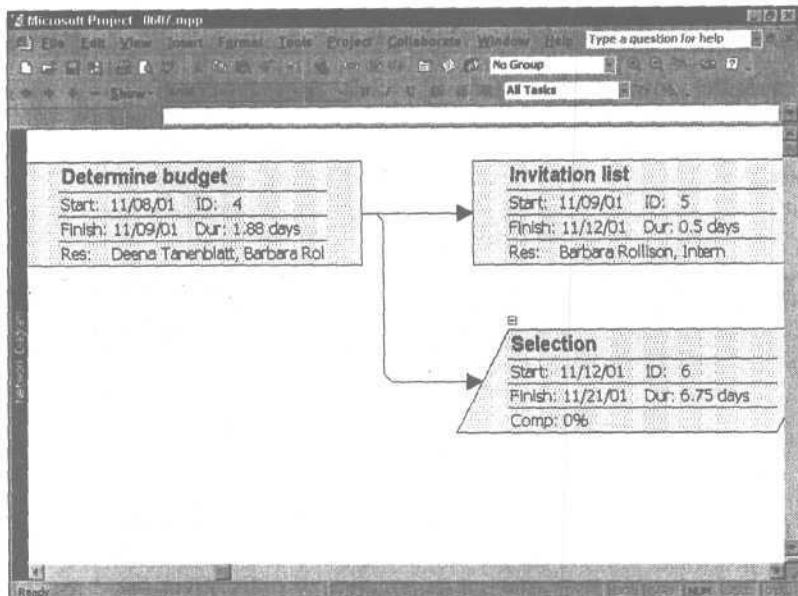 Microsoft Project 0607.mpp
File Edit View Insert Format Tools Project Collaborate Window Help Type a question for help
No Group
Show All Tasks
Determine budget
Start: 11/08/01 ID: 4
Finish: 11/09/01 Dur: 1.88 days
Res: Deena Tanenblatt, Barbara Rol
Invitation list
Start: 11/09/01 ID: 5
Finish: 11/12/01 Dur: 0.5 days
Res: Barbara Rollison, Intern
Selection
Start: 11/12/01 ID: 6
Finish: 11/21/01 Dur: 6.75 days
Comp: 0%
Network Diagram
Ready NUM